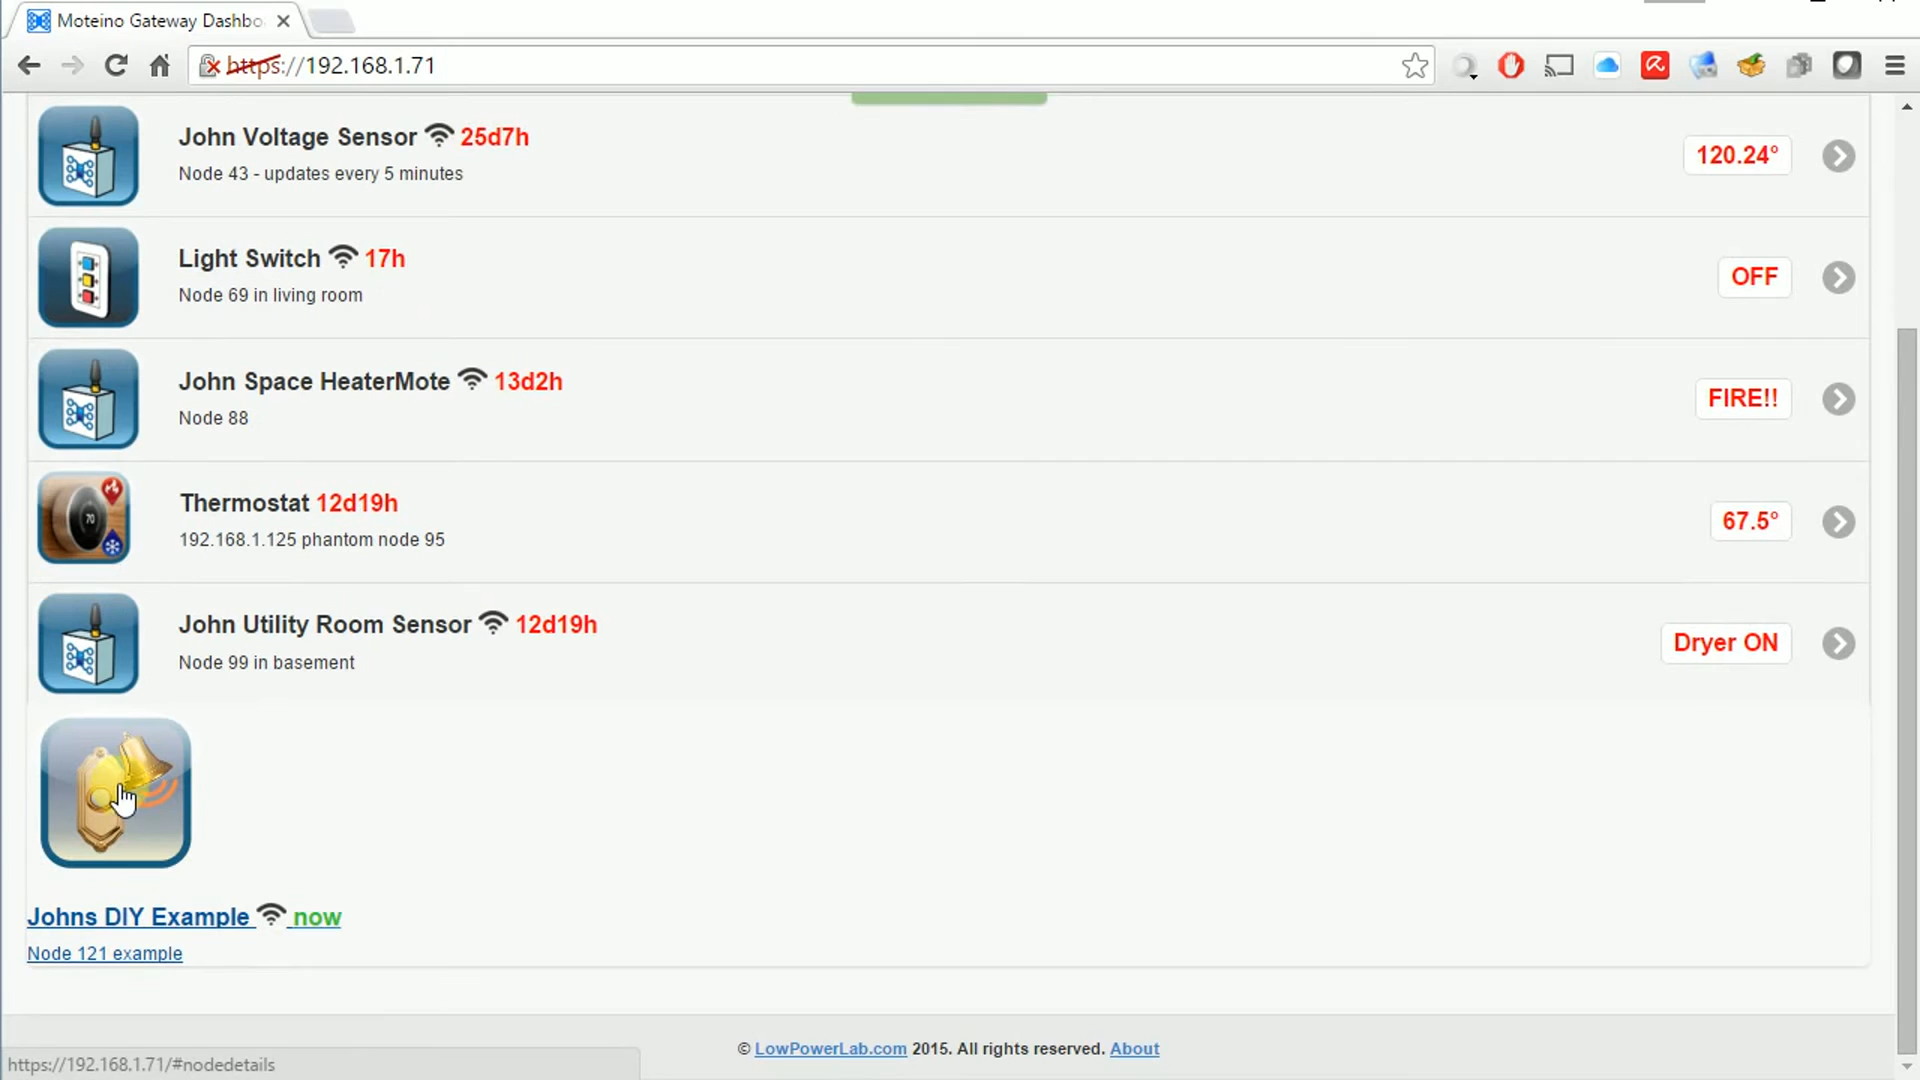 Moteino Gateway Dashbo
https://192.168.1.71
John Voltage Sensor 25d7h
120.24°
Node 43 - updates every 5 minutes
Light Switch 17h
OFF
Node 69 in living room
John Space HeaterMote 13d2h
FIRE!!
Node 88
Thermostat 12d19h
67.5°
192.168.1.125 phantom node 95
70
John Utility Room Sensor 12d19h
Dryer ON
Node 99 in basement
Johns DIY Example now
Node 121 example
© LowPowerLab.com 2015. All rights reserved. About
https://192.168.1.71/#nodedetails